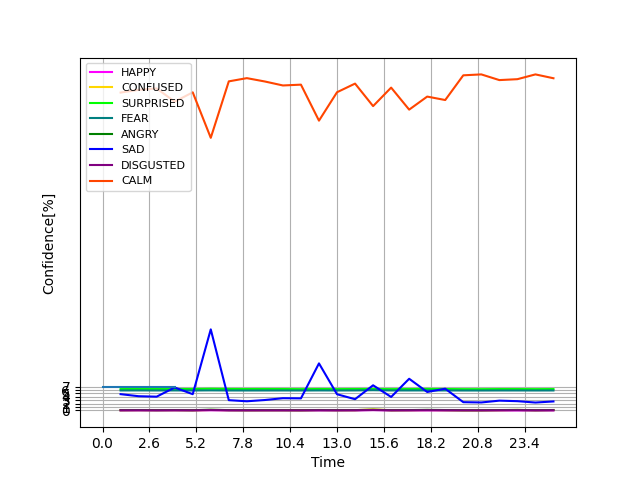 HAPPY
CONFUSED
SURPRISED
FEAR
ANGRY
SAD
DISGUSTED
CALM
Confidence[%]
0.0 2.6 5.2 7.8 10.4 13.0 15.6 18.2 20.8 23.4
Time